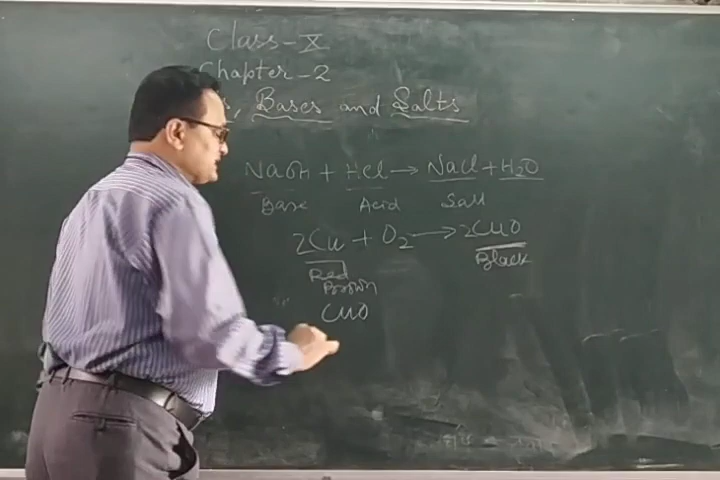 Class-X
Chapter-2
s, Bases and Salts
NaOH + HCl → NaCl + H₂O
Base Acid Salt
2Cu + O₂ → 2CuO
Red Black
Brown
CuO